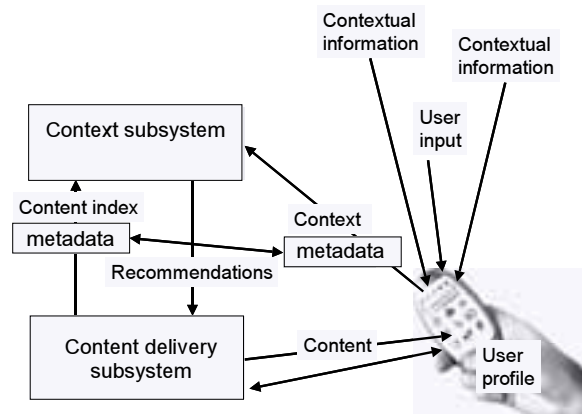 Contextual
information
Contextual
information
User
input
Context subsystem
Content index
metadata
Context
metadata
Recommendations
Content delivery
subsystem
Content
User
profile